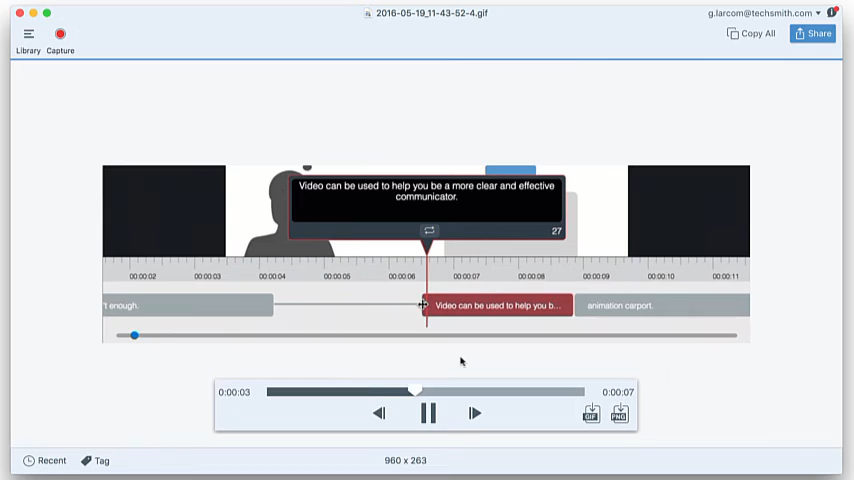 2016-05-19_11-43-52-4.gif
g.larcom@techsmith.com
Library
Capture
Copy All
Share
Video can be used to help you be a more clear and effective
communicator.
27
00:00:02
00:00:03
00:00:04
00:00:05
00:00:06
00:00:07
00:00:08
00:00:09
00:00:10
00:00:11
't enough.
Video can be used to help you b...
animation carport.
0:00:03
0:00:07
GIF
PNG
Recent
Tag
960 x 263